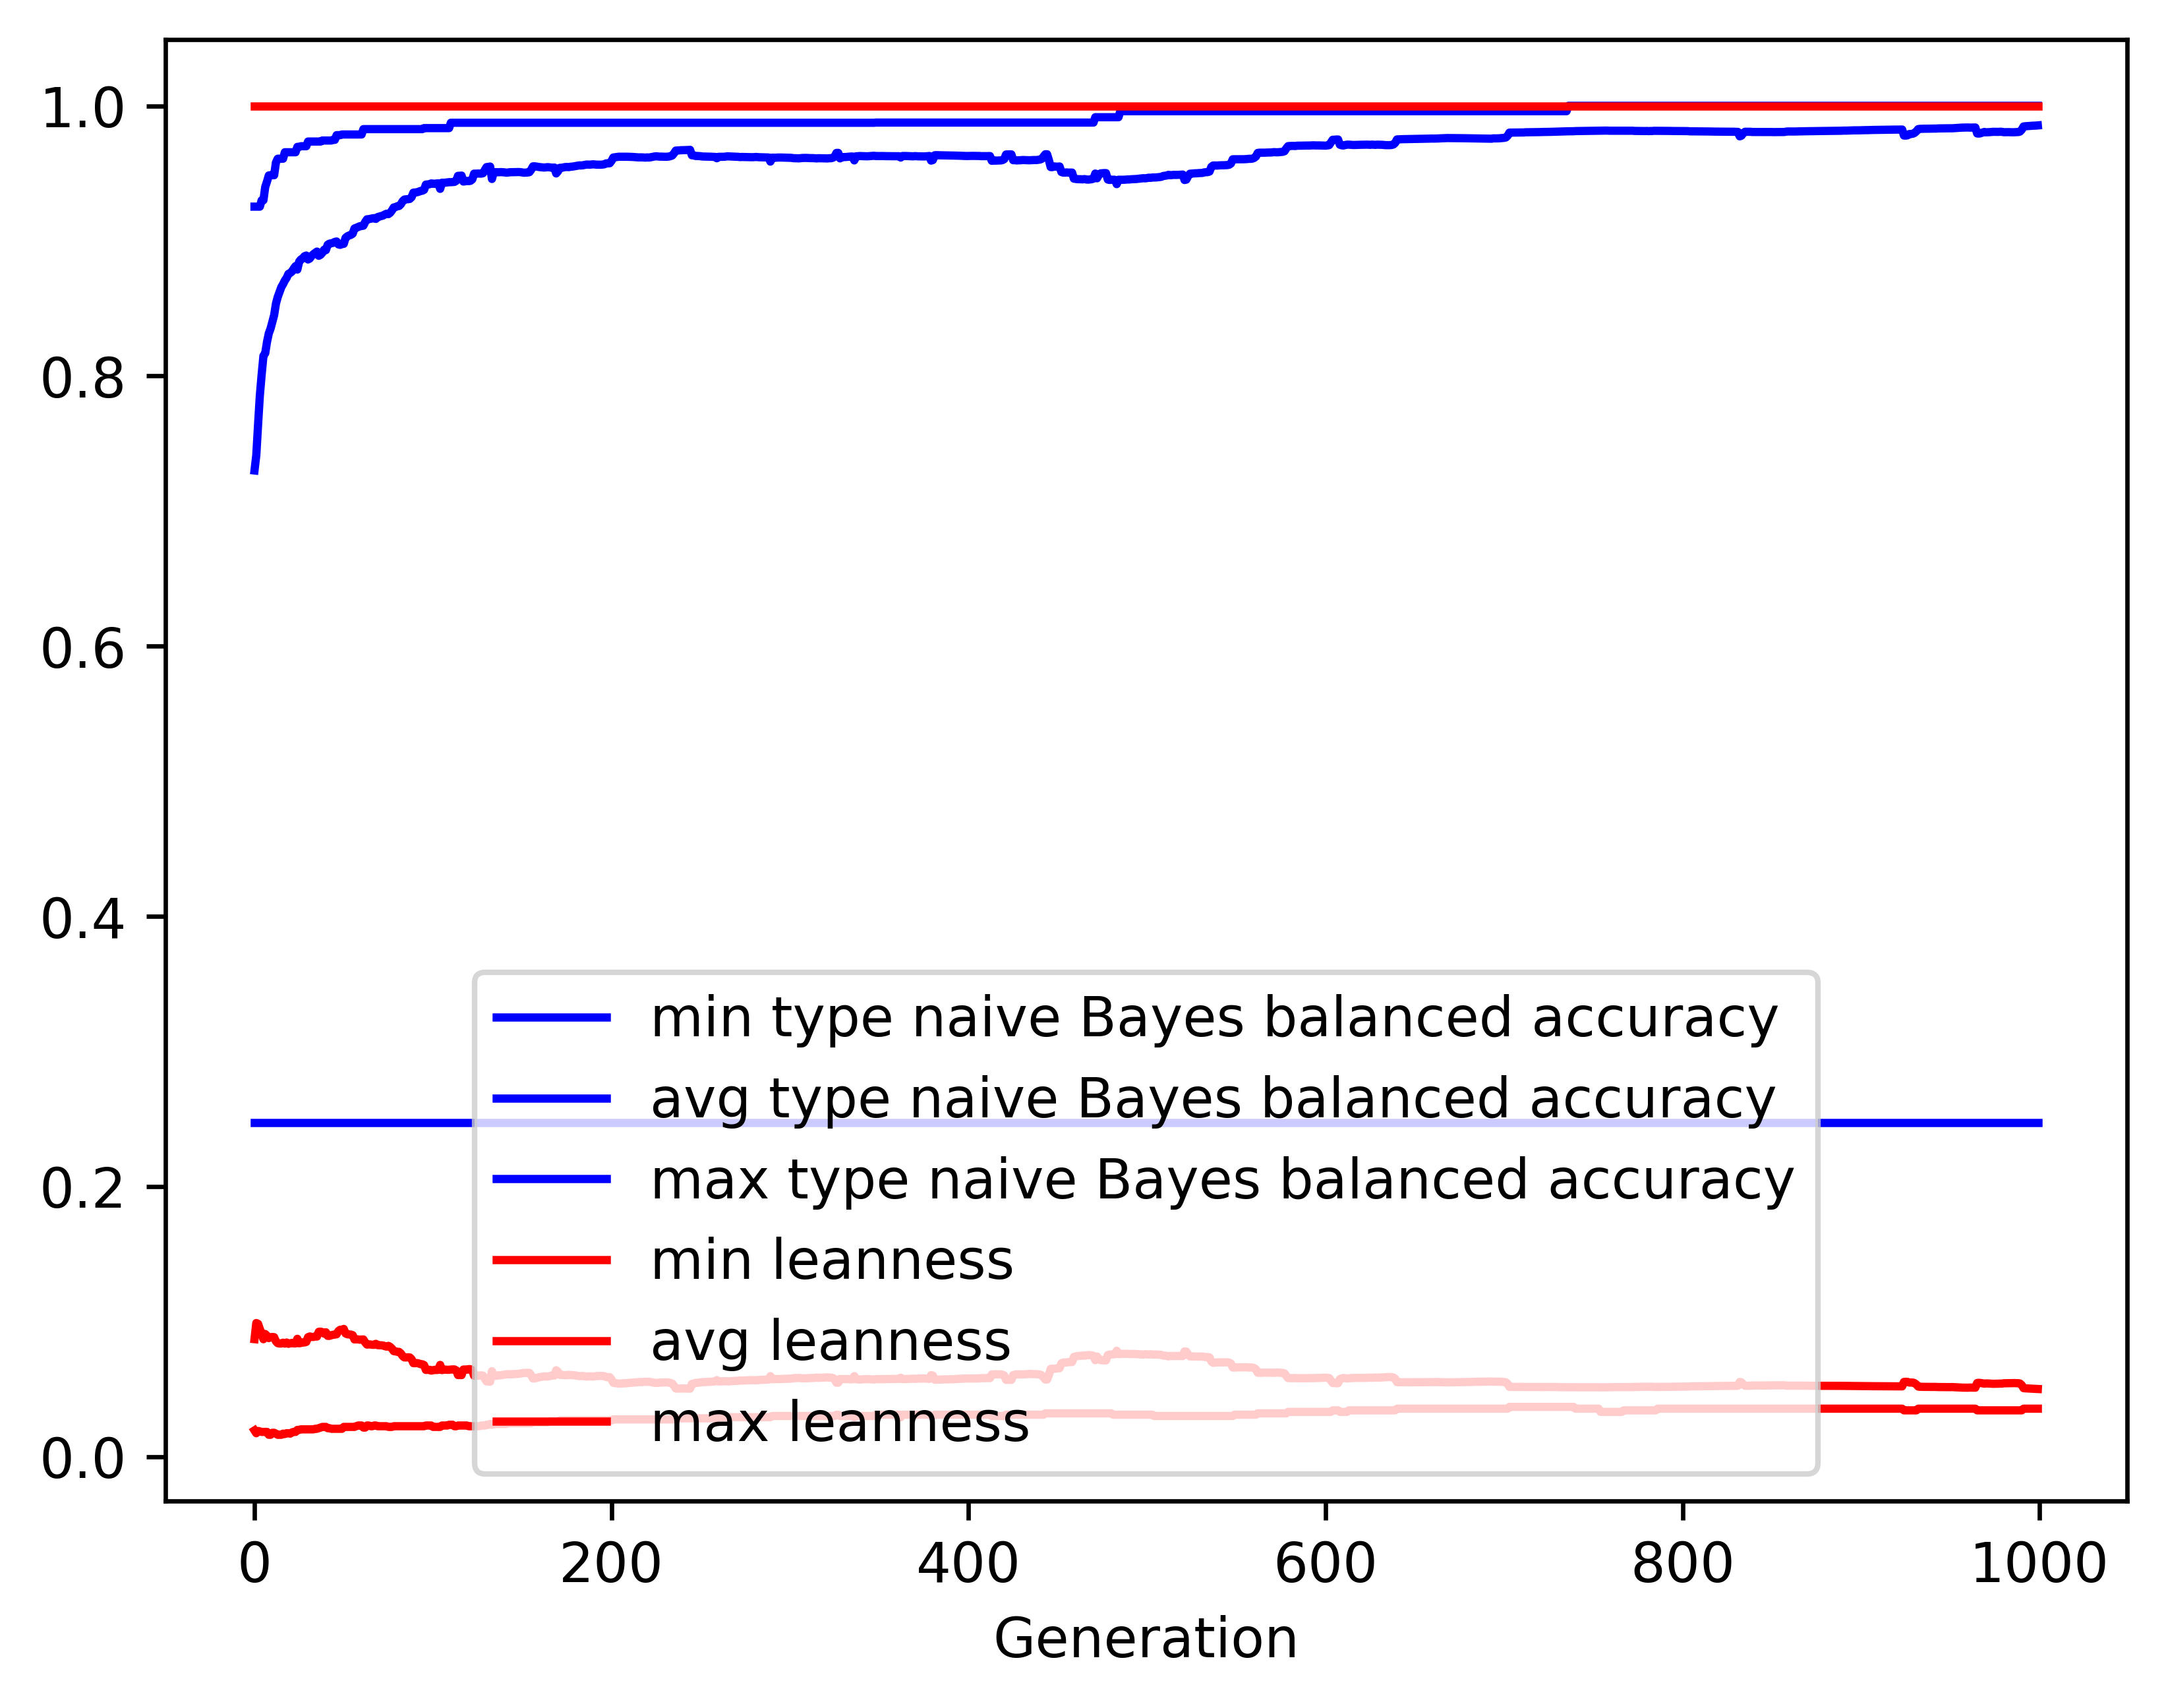 1.0
0.8
0.6
0.4
0.2
0.0
min type naive Bayes balanced accuracy
avg type naive Bayes balanced accuracy
max type naive Bayes balanced accuracy
min leanness
avg leanness
max leanness
0 200 400 600 800 1000
Generation